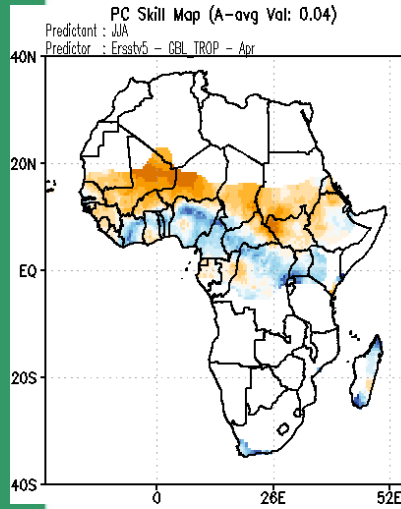 PC Skill Map (A-avg Val: 0.04)
Predictant : JJA
Predictor : Ersstv5 - GBL_TROP - Apr
40N
20N
EQ
20S
40S
0 26E 52E